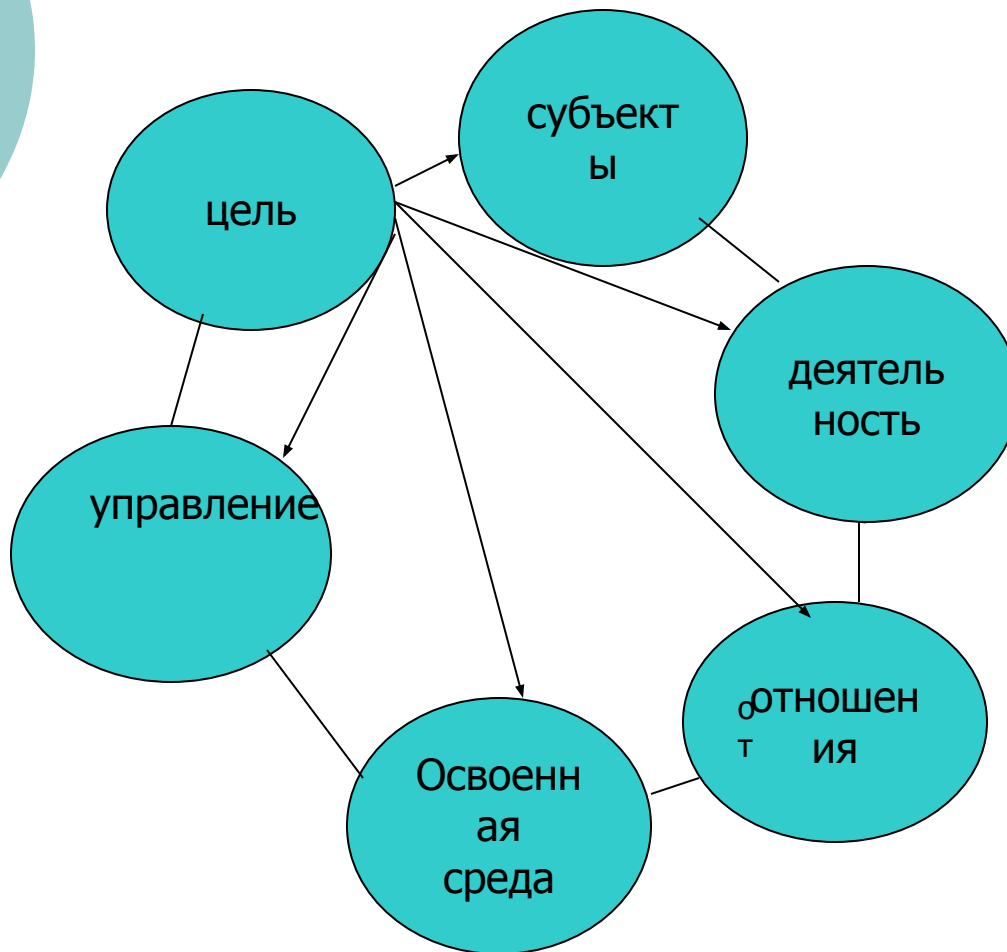 субъект
ы
цель
деятель
ность
управление
отношен
ия
о
т
Освоенн
ая
среда